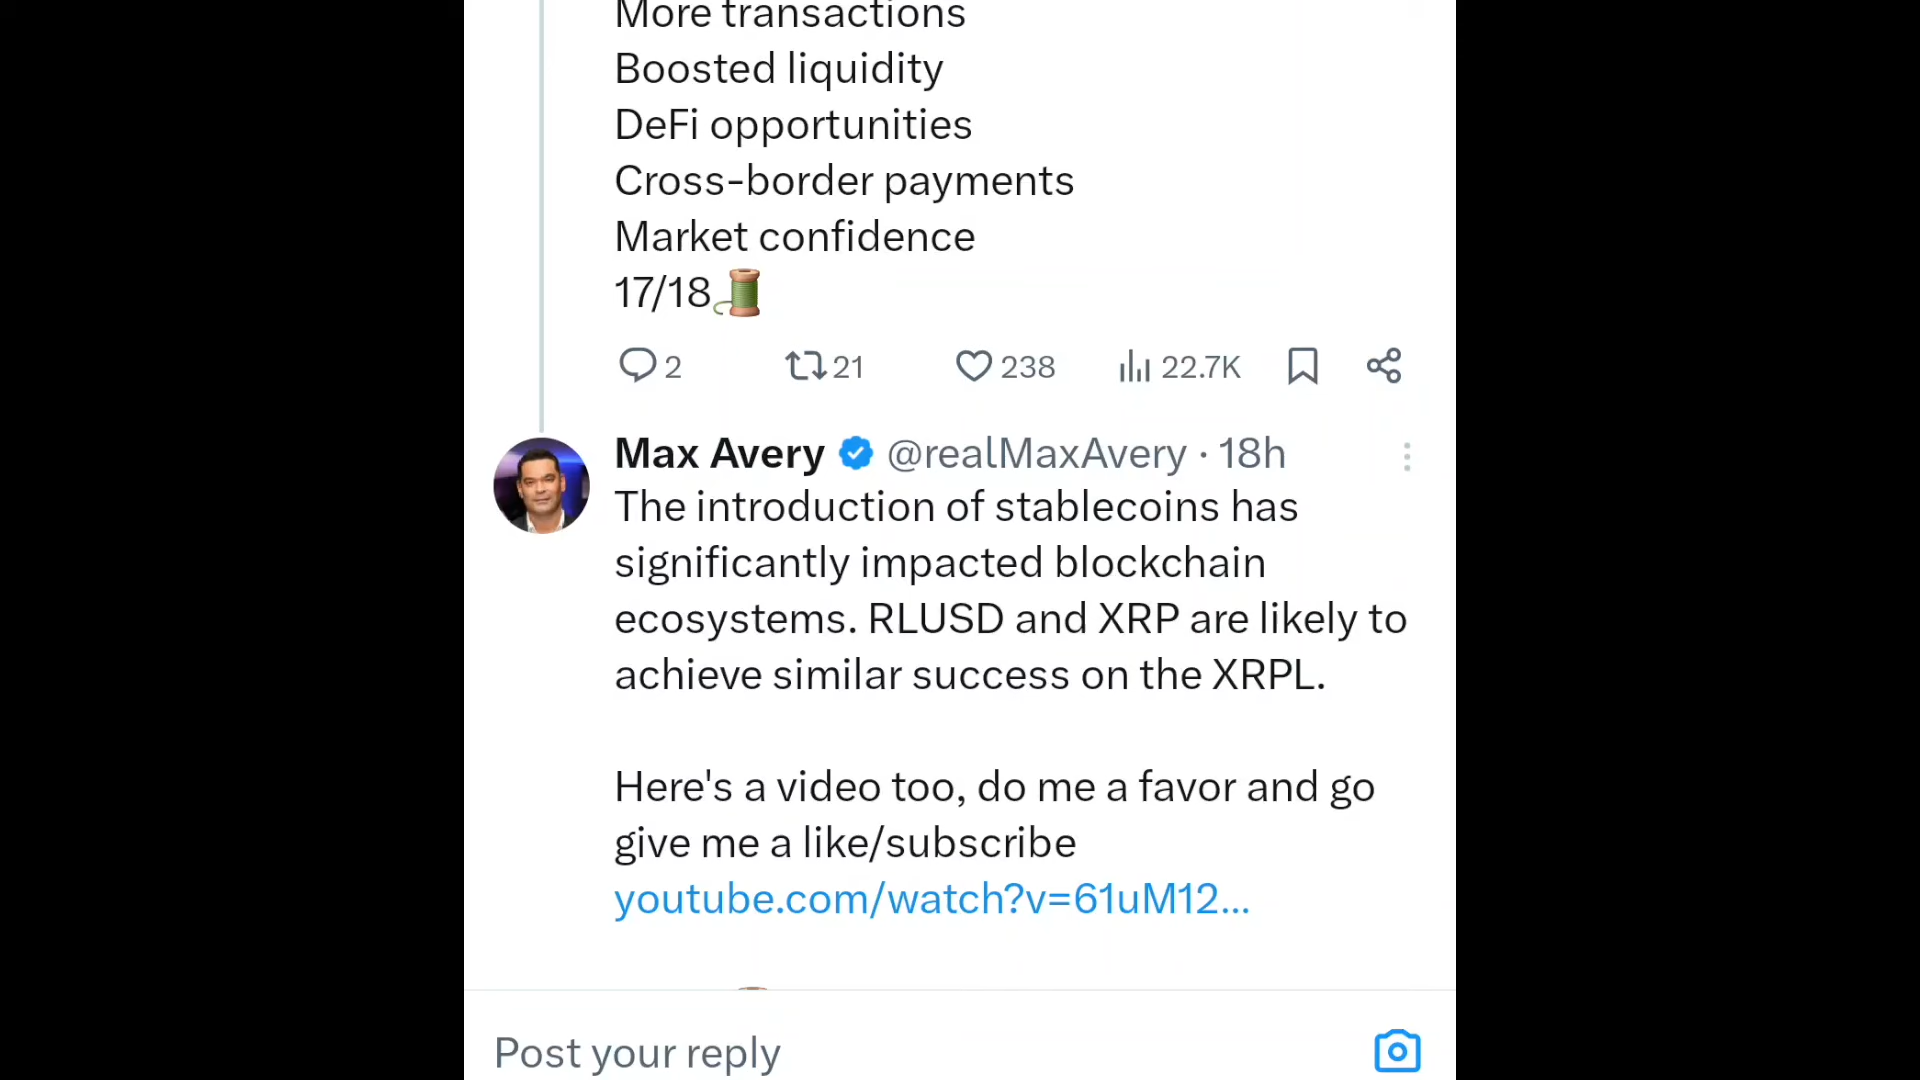 More transactions
Boosted liquidity
DeFi opportunities
Cross-border payments
Market confidence
17/18🧵
2 21 238 22.7K
Max Avery @realMaxAvery · 18h
The introduction of stablecoins has
significantly impacted blockchain
ecosystems. RLUSD and XRP are likely to
achieve similar success on the XRPL.
Here's a video too, do me a favor and go
give me a like/subscribe
youtube.com/watch?v=61uM12...
Post your reply